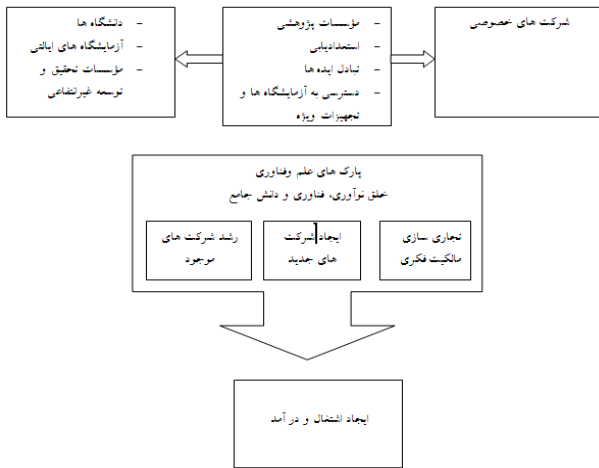 شرکت های خصوصی
- مؤسسات پژوهشی
- استعدادیابی
- تبادل ایده ها
- دسترسی به آزمایشگاه ها و
تجهیزات ویژه
- دانشگاه ها
- آزمایشگاه های ایالتی
- مؤسسات تحقیق و
توسعه غیرانتفاعی
پارک های علم وفناوری
خلق نوآوری، فناوری و دانش جامع
تجاری سازی
مالکیت فکری
ایجاد شرکت
های جدید
رشد شرکت های
موجود
ایجاد اشتغال و در آمد